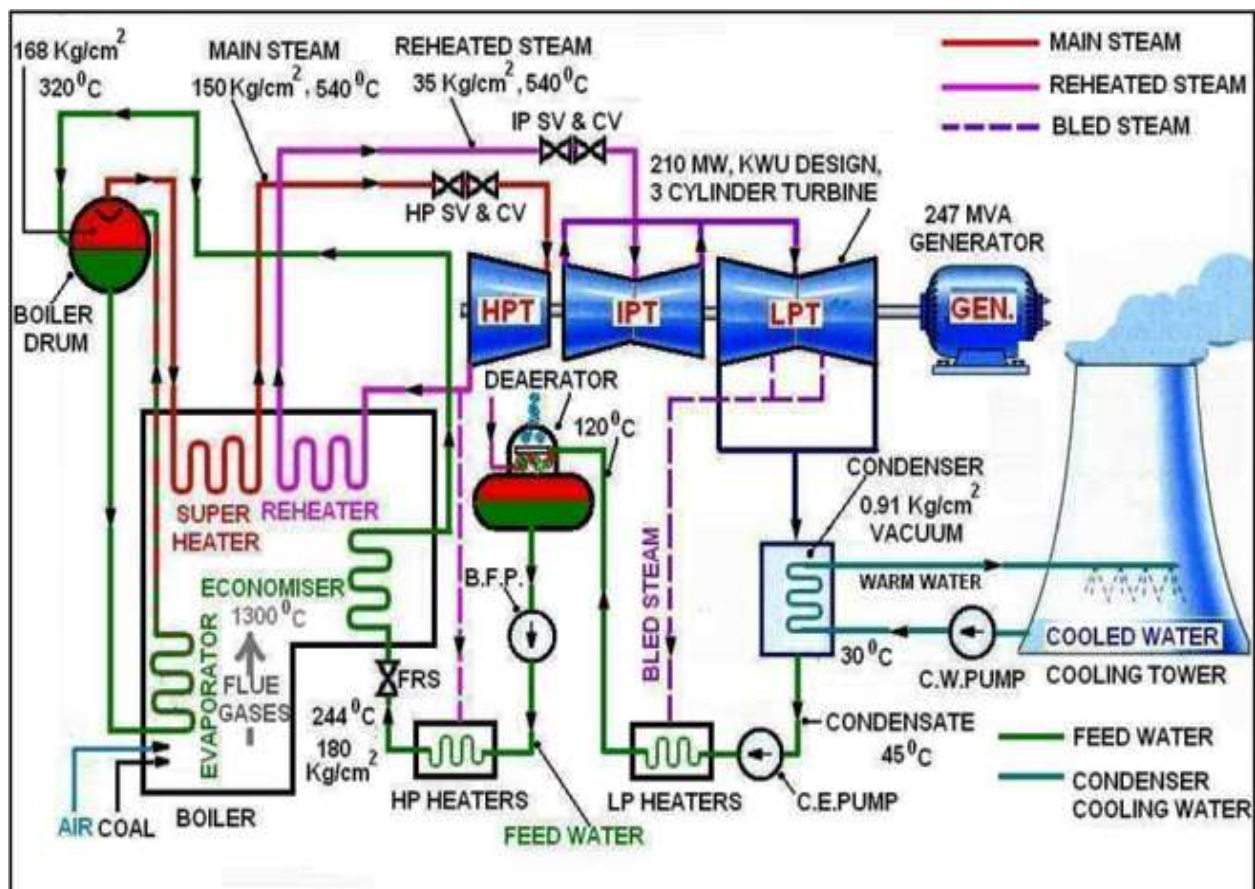 168 Kg/cm²
320⁰C
MAIN STEAM
150 Kg/cm², 540⁰C
REHEATED STEAM
35 Kg/cm², 540⁰C
IP SV & CV
HP SV & CV
MAIN STEAM
REHEATED STEAM
BLED STEAM
210 MW, KWU DESIGN,
3 CYLINDER TURBINE
247 MVA
GENERATOR
BOILER
DRUM
HPT
IPT
LPT
GEN.
DEAERATOR
120⁰C
SUPER
HEATER
REHEATER
CONDENSER
0.91 Kg/cm²
VACUUM
WARM WATER
ECONOMISER
1300⁰C
FLUE
GASES
EVAPORATOR
B.F.P.
BLED STEAM
30⁰C
C.W.PUMP
COOLED WATER
COOLING TOWER
FRS
244⁰C
180
Kg/cm²
CONDENSATE
45⁰C
FEED WATER
CONDENSER
COOLING WATER
AIR
COAL
BOILER
HP HEATERS
FEED WATER
LP HEATERS
C.E.PUMP